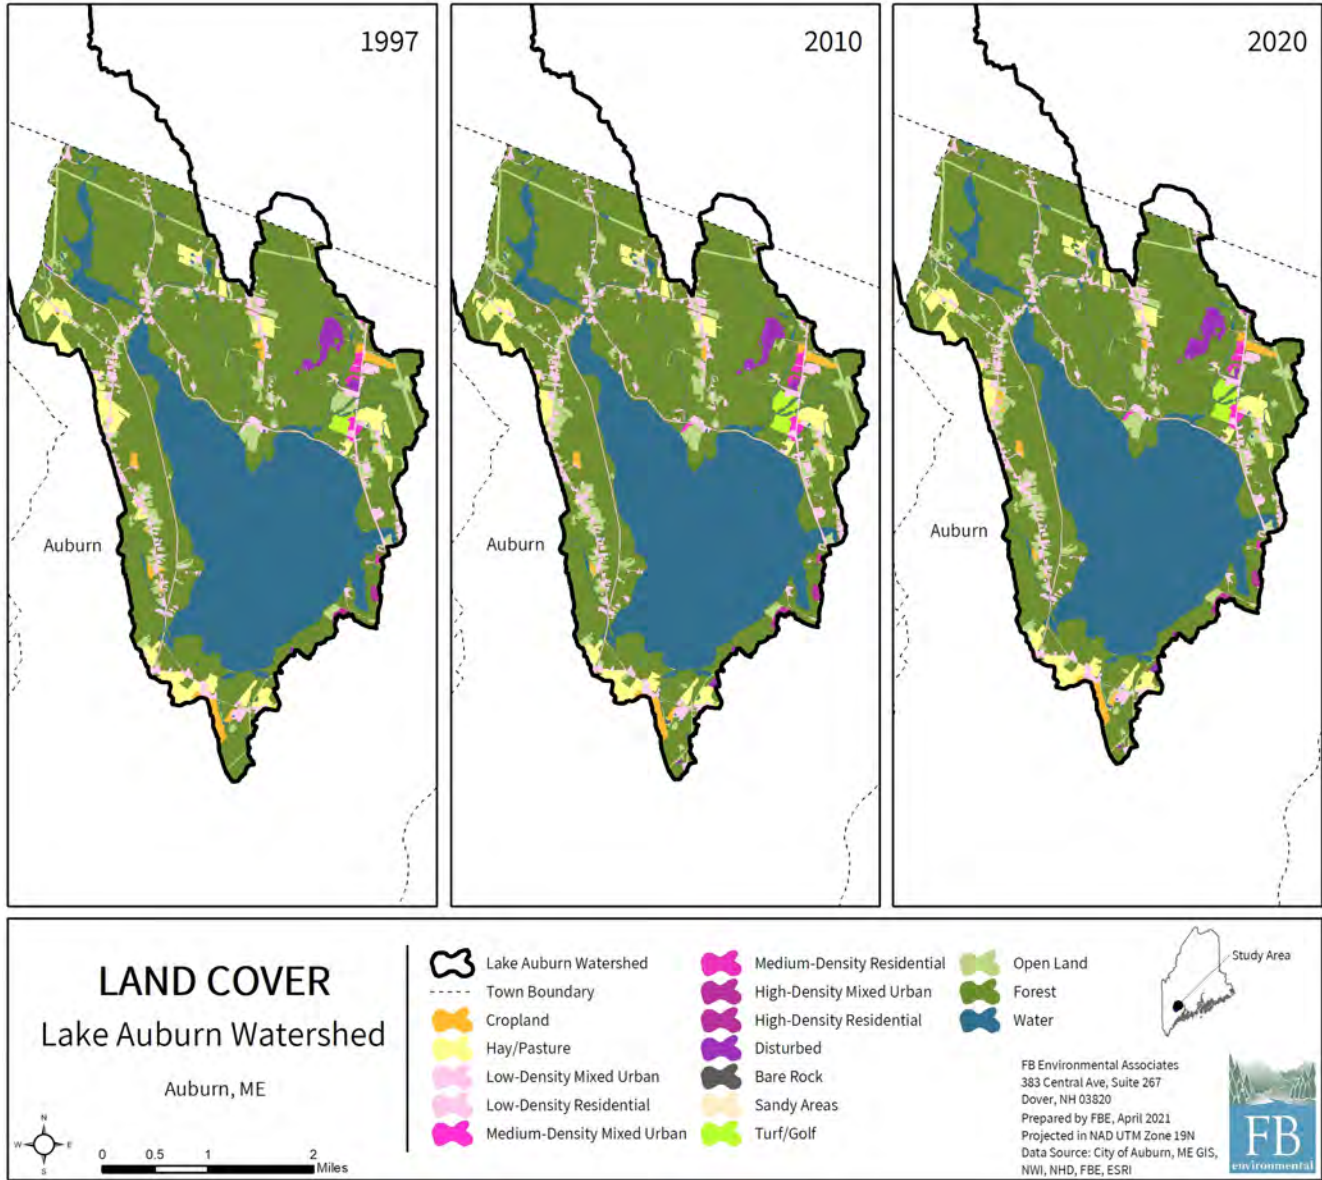 1997
2010
2020
Auburn
Auburn
Auburn
LAND COVER
Lake Auburn Watershed
Auburn, ME
N
W E
S
0 0.5 1 2
Miles
Lake Auburn Watershed
Town Boundary
Cropland
Hay/Pasture
Low-Density Mixed Urban
Low-Density Residential
Medium-Density Mixed Urban
Medium-Density Residential
High-Density Mixed Urban
High-Density Residential
Disturbed
Bare Rock
Sandy Areas
Turf/Golf
Open Land
Forest
Water
Study Area
FB Environmental Associates
383 Central Ave, Suite 267
Dover, NH 03820
Prepared by FBE, April 2021
Projected in NAD UTM Zone 19N
Data Source: City of Auburn, ME GIS,
NWI, NHD, FBE, ESRI
FB
environmental